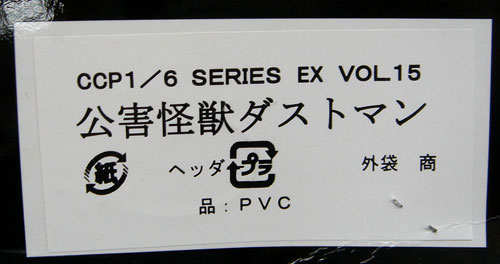 CCP1/6 SERIES EX VOL.15
公害怪獣ダストマン
紙 ヘッダ プラ 外袋 商
品:PVC